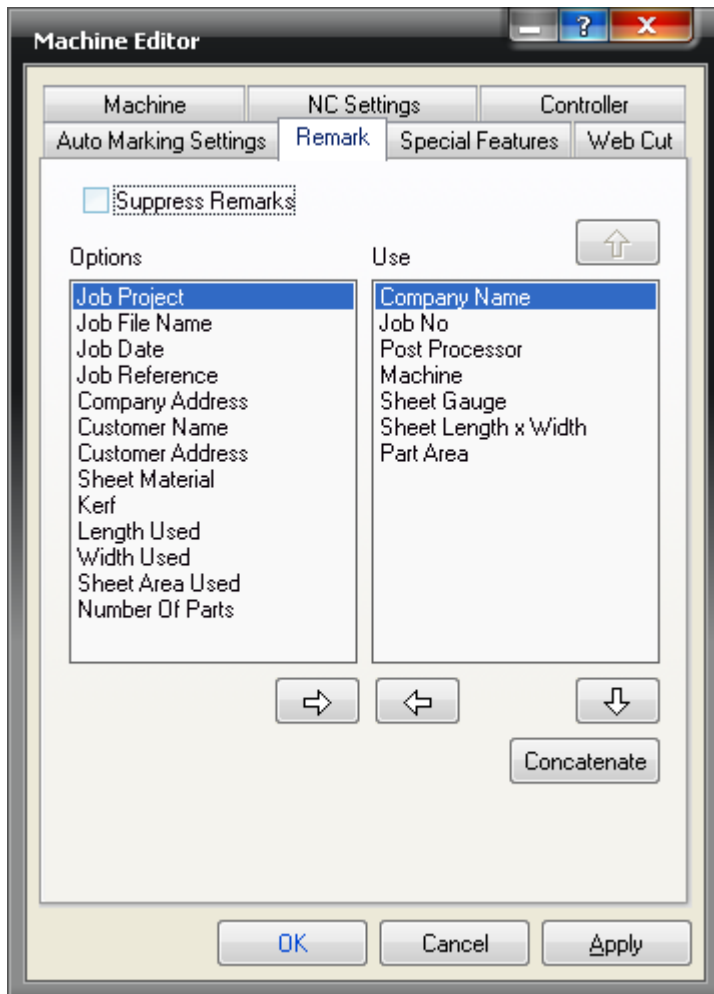 Machine Editor
?
X
Machine
NC Settings
Controller
Auto Marking Settings
Remark
Special Features
Web Cut
Suppress Remarks
Options
Job Project
Job File Name
Job Date
Job Reference
Company Address
Customer Name
Customer Address
Sheet Material
Kerf
Length Used
Width Used
Sheet Area Used
Number Of Parts
Use
Company Name
Job No
Post Processor
Machine
Sheet Gauge
Sheet Length x Width
Part Area
Concatenate
OK
Cancel
Apply